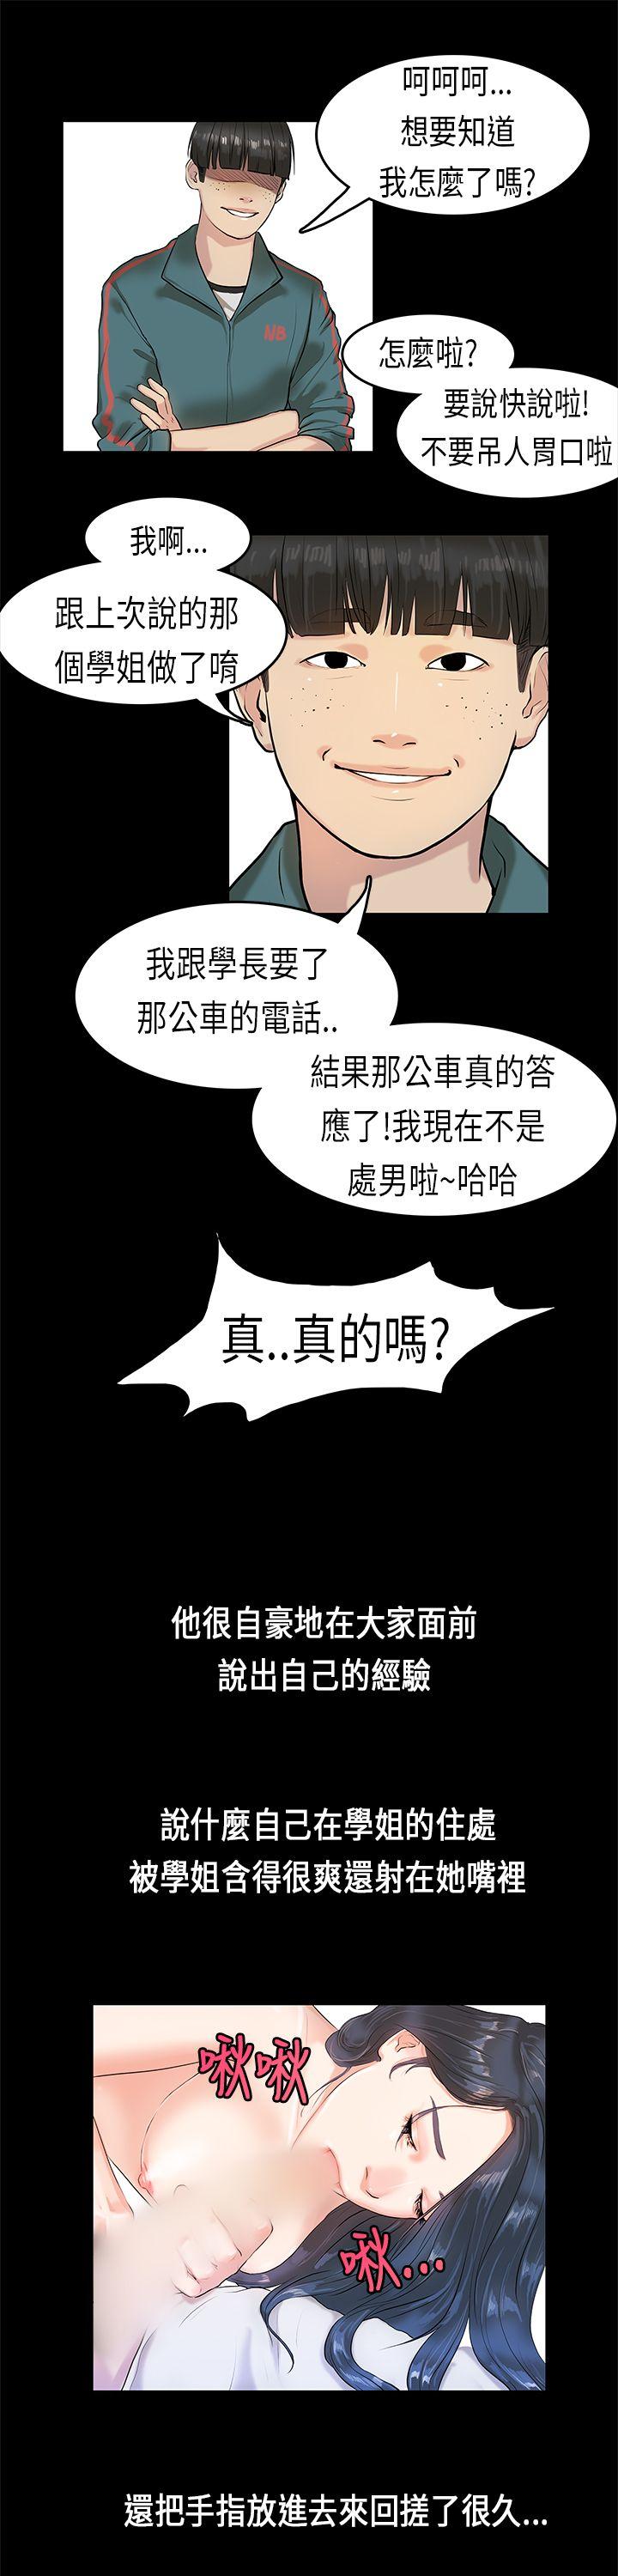 呵呵呵...
想要知道
我怎麼了嗎?
NB
怎麼啦?
要說快說啦!
不要吊人胃口啦
我啊...
跟上次說的那
個學姐做了唷
我跟學長要了
那公車的電話..
結果那公車真的答
應了!我現在不是
處男啦~哈哈
真..真的嗎?
他很自豪地在大家面前
說出自己的經驗
說什麼自己在學姐的住處
被學姐含得很爽還射在她嘴裡
啾啾
啾...
還把手指放進去來回搓了很久...